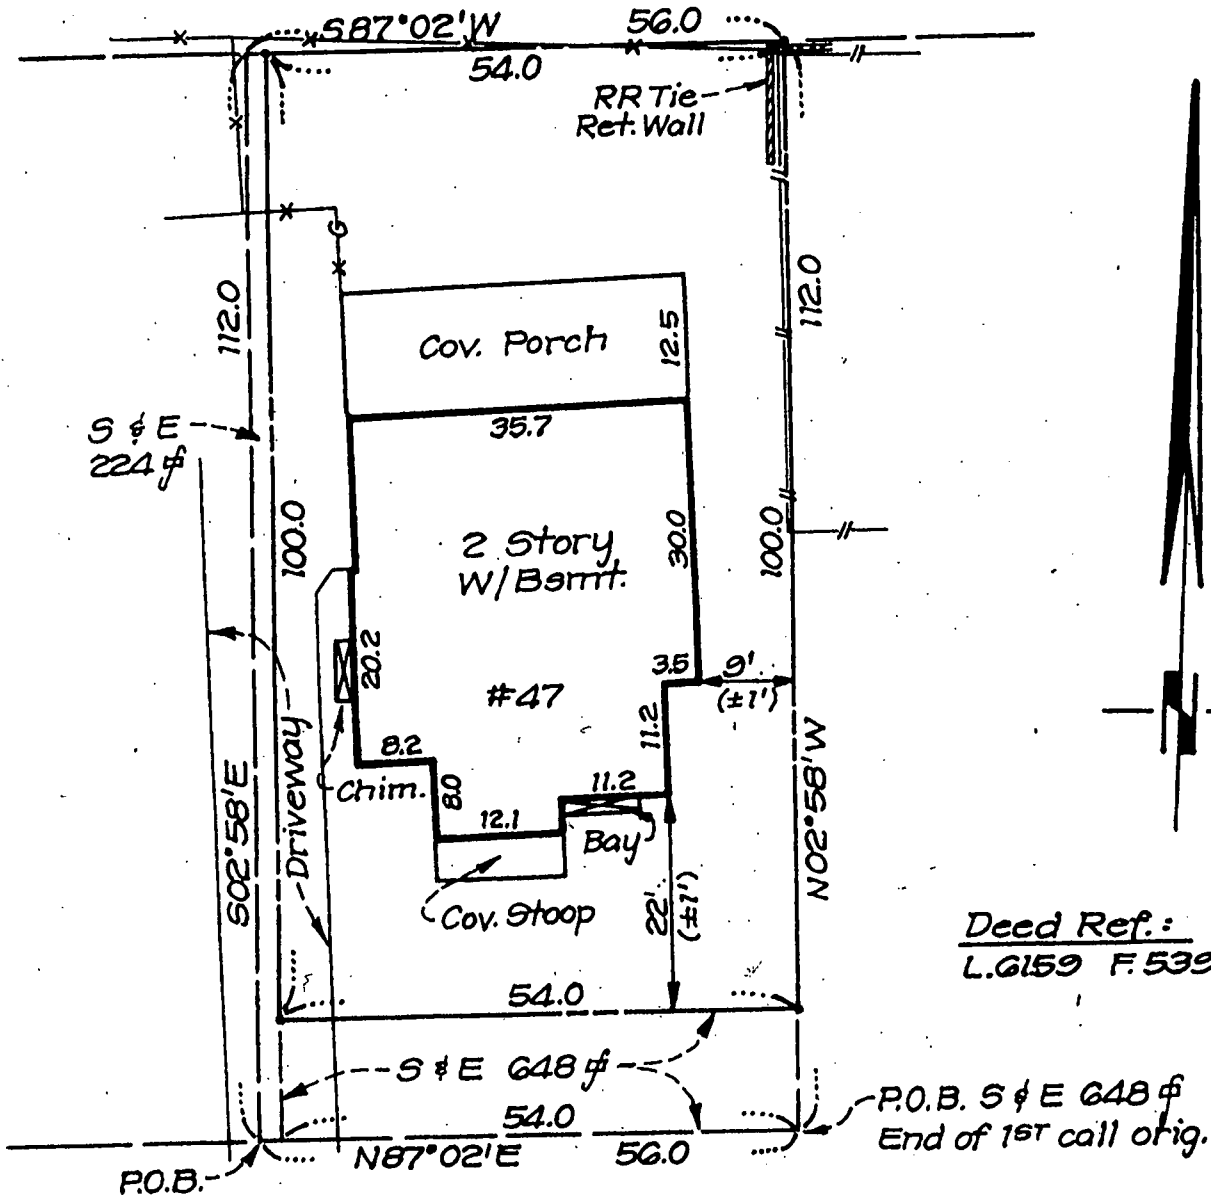 S87°02'W
56.0
54.0
RR Tie
Ret. Wall
112.0
112.0
Cov. Porch
12.5
35.7
S & E
224 sf
100.0
100.0
2 Story
W/Bsmt.
30.0
20.2
#47
3.5
9'
(±1')
11.2
8.2
8.0
Chim.
Driveway
11.2
12.1
Bay
S02°58'E
N02°58'W
Cov. Stoop
22'
(±1')
Deed Ref.:
L.6159 F.539
54.0
S & E 648 sf
54.0
P.O.B. S & E 648 sf
End of 1ST call orig.
N87°02'E
56.0
P.O.B.
G
N